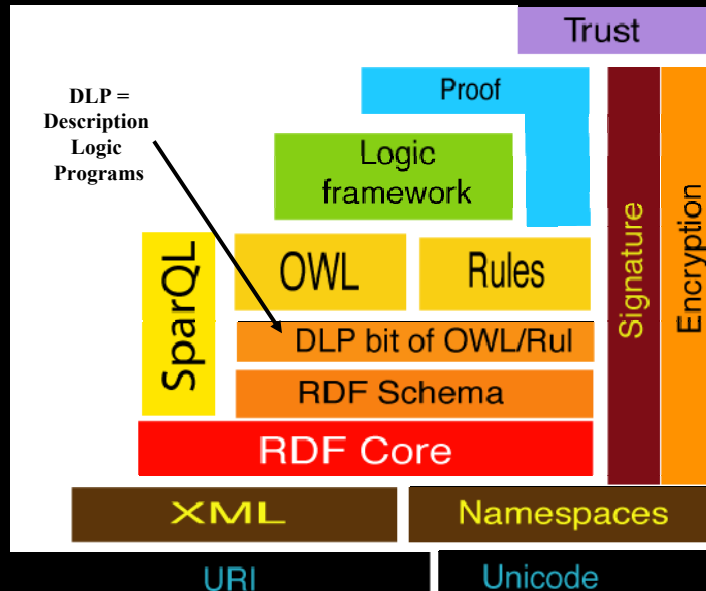 Trust
DLP =
Description
Logic
Programs
Proof
Logic
framework
SparQL
OWL
Rules
Signature
Encryption
DLP bit of OWL/Rul
RDF Schema
RDF Core
XML
Namespaces
URI
Unicode